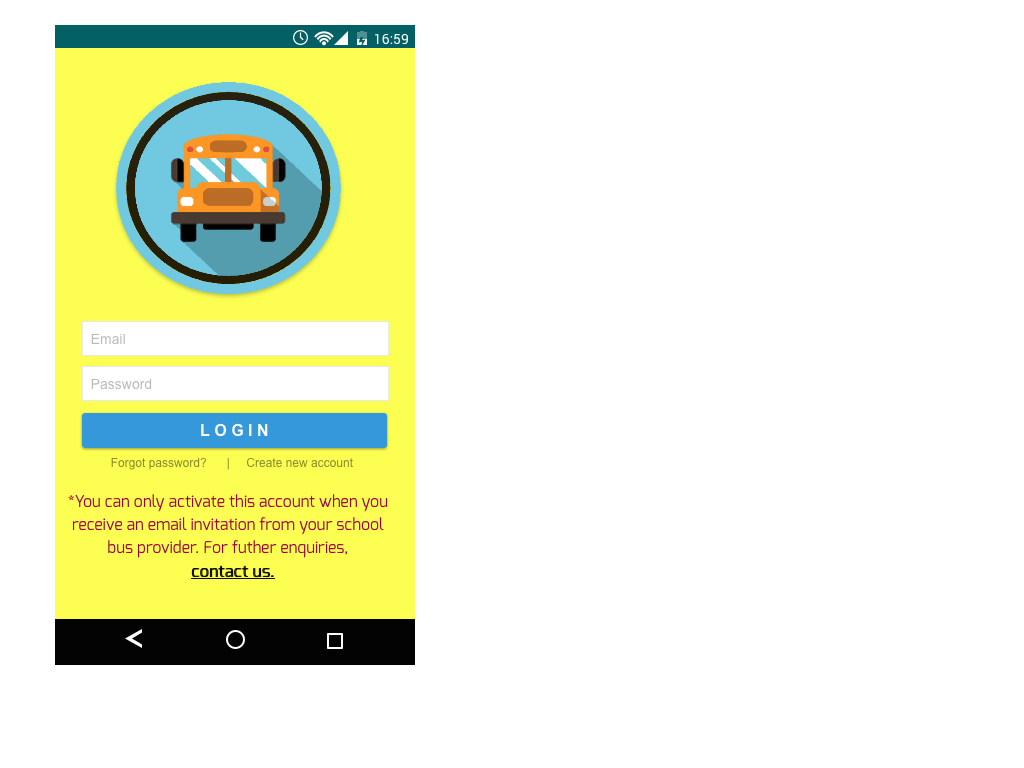 16:59
Email
Password
LOGIN
Forgot password? | Create new account
*You can only activate this account when you
receive an email invitation from your school
bus provider. For futher enquiries,
contact us.